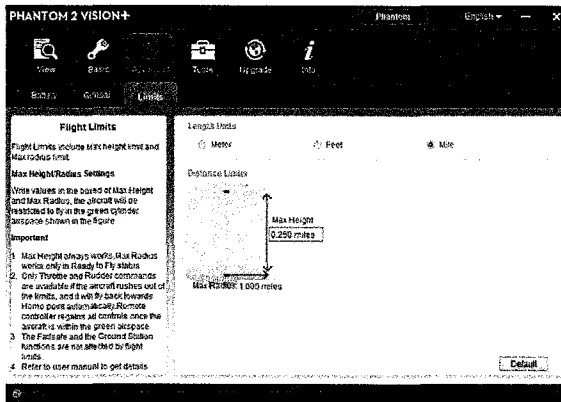 PHANTOM 2 VISION+
Phantom
English
View
Basic
Advanced
Tools
Upgrade
Info
Battery
General
Limits
Flight Limits
Flight Limits include Max height limit and
Max radius limit.
Max Height/Radius Settings
Write values in the boxed of Max Height
and Max Radius, the aircraft will be
restricted to fly in the green cylinder
airspace shown in the figure
Important
1 Max Height always works, Max Radius
works only in Ready to Fly status
2. Only Throttle and Rudder commands
are available if the aircraft rushes out of
the limits, and it will fly back towards
Home point automatically. Remote
controller regains all controls once the
aircraft is within the green airspace
3 The Failsafe and the Ground Station
functions are not affected by flight
limits
4 Refer to user manual to get details
Length Units
Meter
Feet
Mile
Distance Limits
Max Height
0.250 miles
Max Radius: 1.000 miles
Default